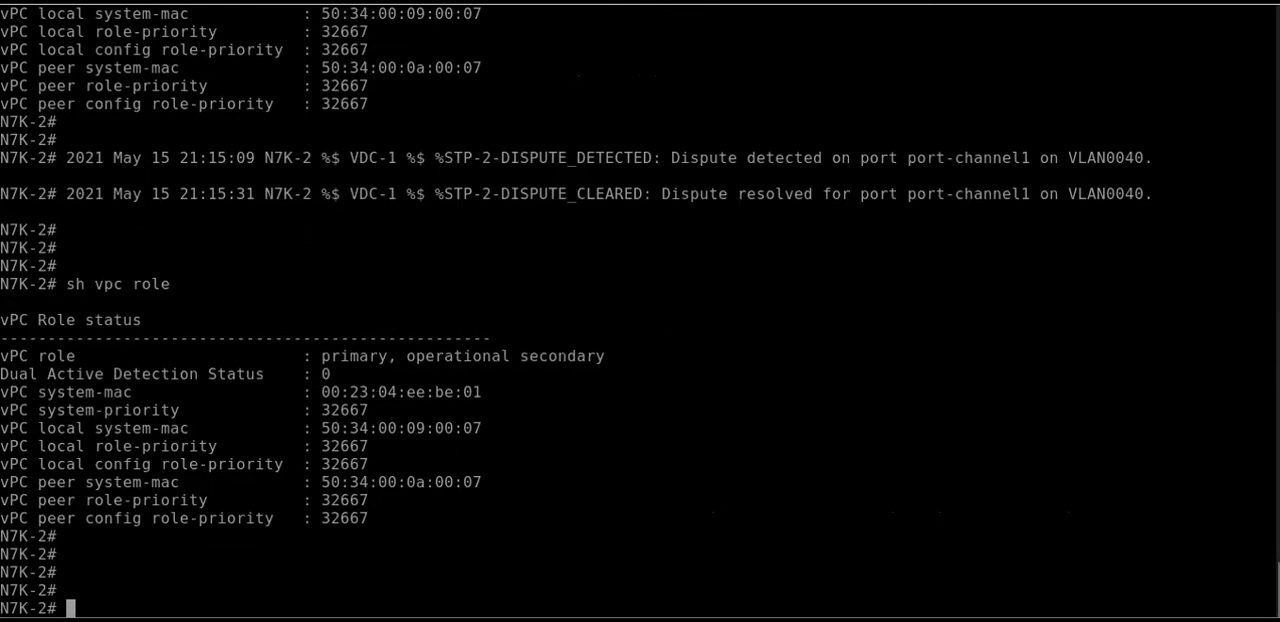 vPC local system-mac             : 50:34:00:09:00:07
vPC local role-priority          : 32667
vPC local config role-priority   : 32667
vPC peer system-mac              : 50:34:00:0a:00:07
vPC peer role-priority           : 32667
vPC peer config role-priority    : 32667
N7K-2#
N7K-2#
N7K-2# 2021 May 15 21:15:09 N7K-2 %$ VDC-1 %$ %STP-2-DISPUTE_DETECTED: Dispute detected on port port-channel1 on VLAN0040.
N7K-2# 2021 May 15 21:15:31 N7K-2 %$ VDC-1 %$ %STP-2-DISPUTE_CLEARED: Dispute resolved for port port-channel1 on VLAN0040.
N7K-2#
N7K-2#
N7K-2#
N7K-2# sh vpc role
vPC Role status
----------------------------------------------------
vPC role                         : primary, operational secondary
Dual Active Detection Status     : 0
vPC system-mac                   : 00:23:04:ee:be:01
vPC system-priority              : 32667
vPC local system-mac             : 50:34:00:09:00:07
vPC local role-priority          : 32667
vPC local config role-priority   : 32667
vPC peer system-mac              : 50:34:00:0a:00:07
vPC peer role-priority           : 32667
vPC peer config role-priority    : 32667
N7K-2#
N7K-2#
N7K-2#
N7K-2#
N7K-2#